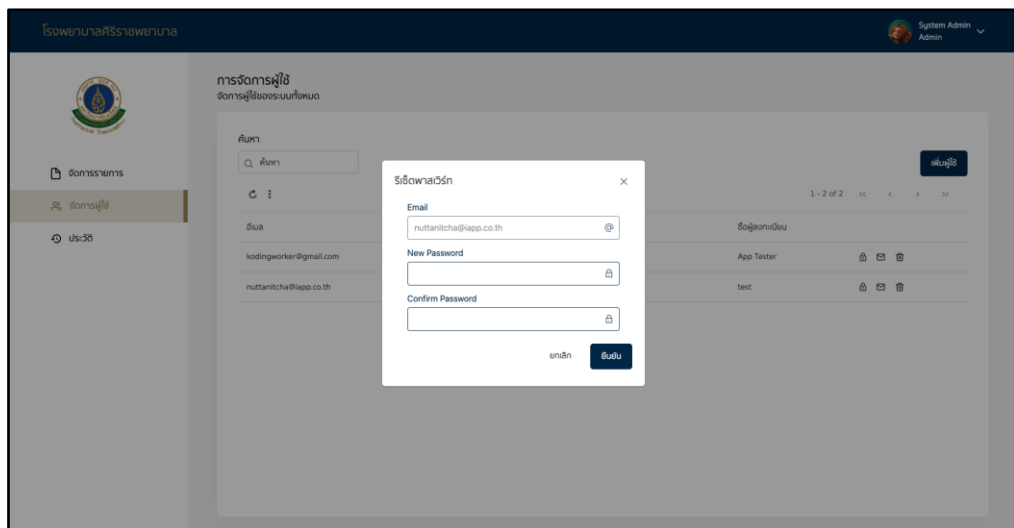 โรงพยาบาลศิริราชพยาบาล
System Admin
Admin
การจัดการผู้ใช้
จัดการผู้ใช้ของระบบทั้งหมด
จัดการรายการ
จัดการผู้ใช้
ประวัติ
ค้นหา
ค้นหา
เพิ่มผู้ใช้
1 - 2 of 2
อีเมล
ชื่อผู้ลงทะเบียน
kodingworker@gmail.com
App Tester
nuttanitcha@iapp.co.th
test
รีเซ็ตพาสเวิร์ท
Email
nuttanitcha@iapp.co.th
@
New Password
Confirm Password
ยกเลิก
ยืนยัน